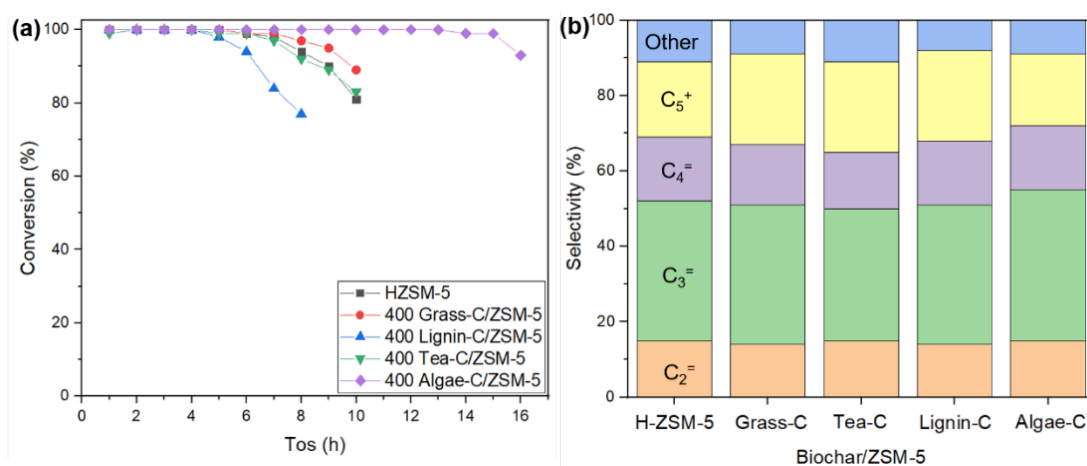 (a)
100
80
60
40
20
0
Conversion (%)
HZSM-5
400 Grass-C/ZSM-5
400 Lignin-C/ZSM-5
400 Tea-C/ZSM-5
400 Algae-C/ZSM-5
0 2 4 6 8 10 12 14 16
Tos (h)
(b)
100
80
60
40
20
0
Selectivity (%)
Other
C₅⁺
C₄⁼
C₃⁼
C₂⁼
H-ZSM-5 Grass-C Tea-C Lignin-C Algae-C
Biochar/ZSM-5